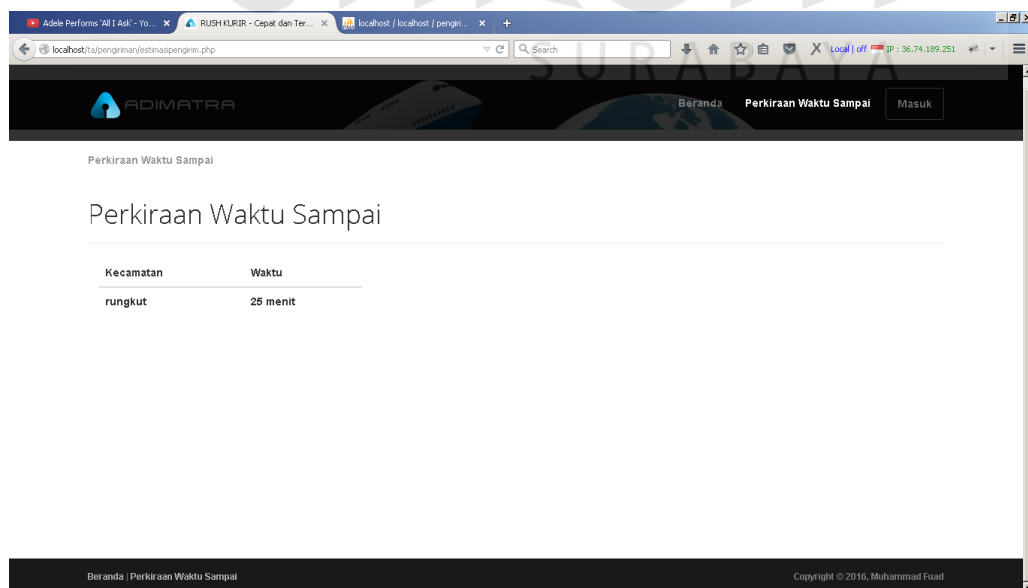 Adele Performs 'All I Ask' - Yo...
RUSH KURIR - Cepat dan Ter...
localhost / localhost / pengiri...
localhost/ta/pengiriman/estimasipengirim.php
Search
Local | off IP : 36.74.189.251
SURABAYA
ADIMATRA
Beranda
Perkiraan Waktu Sampai
Masuk
Perkiraan Waktu Sampai
Perkiraan Waktu Sampai
Kecamatan Waktu
rungkut 25 menit
Beranda | Perkiraan Waktu Sampai
Copyright © 2016, Muhammad Fuad